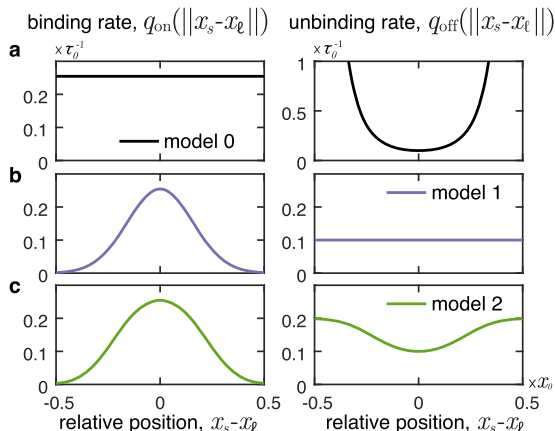 binding rate, q_on(||x_s-x_ℓ||) unbinding rate, q_off(||x_s-x_ℓ||)
a ×τ₀⁻¹ ×τ₀⁻¹
0.2 1
0.1 model 0 0.5
0 0
b
0.2 model 1 0.2
0.1 0.1
0 0
c
0.2 model 2 0.2
0.1 0.1
0 0 ×x₀
-0.5 0 0.5 -0.5 0 0.5
relative position, x_s-x_ℓ relative position, x_s-x_ℓ